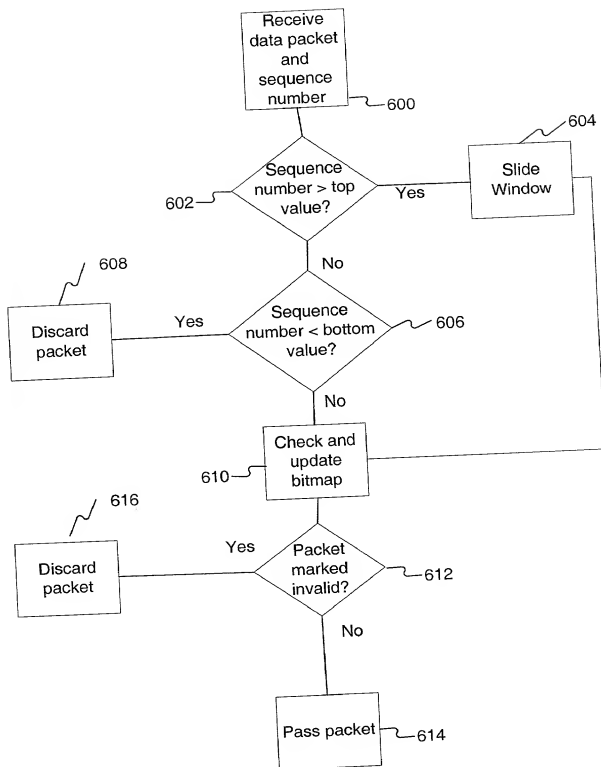 Receive
data packet
and
sequence
number
600
604
Sequence
number > top
value?
602
Yes
Slide
Window
No
608
Sequence
number < bottom
value?
606
Yes
Discard
packet
No
Check and
update
bitmap
610
616
Yes
Packet
marked
invalid?
612
Discard
packet
No
Pass packet
614